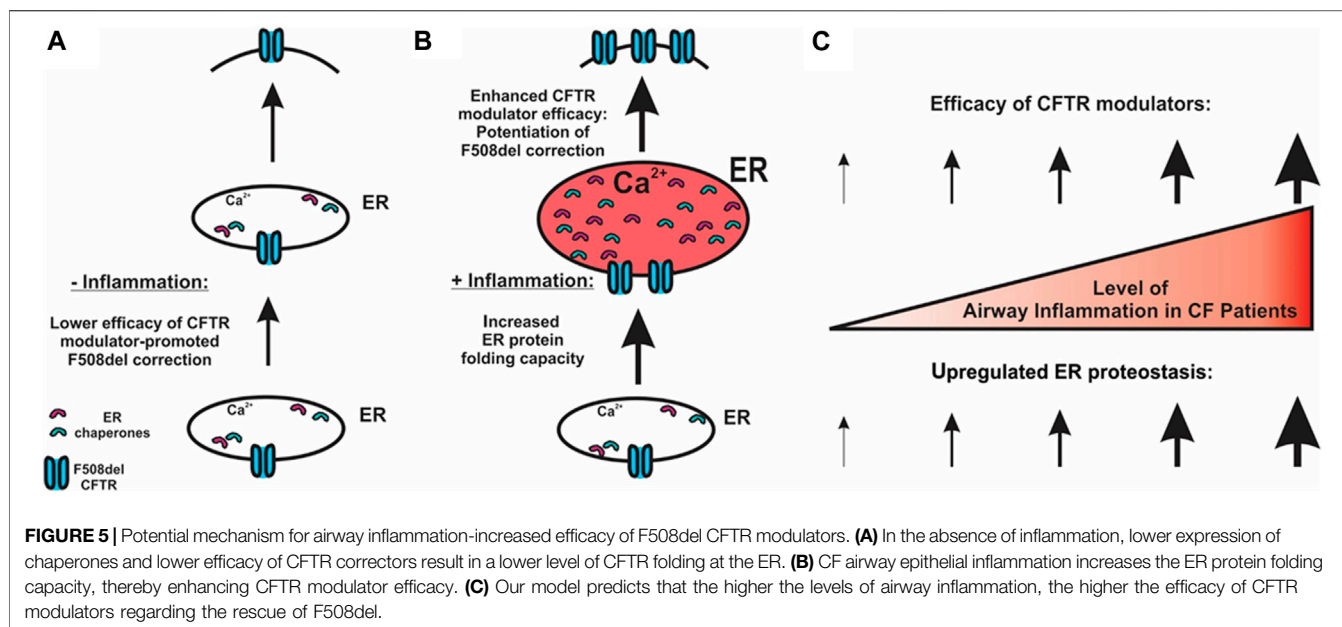 A
Ca2+
ER
- Inflammation:
Lower efficacy of CFTR
modulator-promoted
F508del correction
Ca2+
ER
ER
chaperones
F508del
CFTR
B
Enhanced CFTR
modulator efficacy:
Potentiation of
F508del correction
Ca2+
ER
+ Inflammation:
Increased
ER protein
folding capacity
Ca2+
ER
C
Efficacy of CFTR modulators:
Level of
Airway Inflammation in CF Patients
Upregulated ER proteostasis:
FIGURE 5 | Potential mechanism for airway inflammation-increased efficacy of F508del CFTR modulators. (A) In the absence of inflammation, lower expression of
chaperones and lower efficacy of CFTR correctors result in a lower level of CFTR folding at the ER. (B) CF airway epithelial inflammation increases the ER protein folding
capacity, thereby enhancing CFTR modulator efficacy. (C) Our model predicts that the higher the levels of airway inflammation, the higher the efficacy of CFTR
modulators regarding the rescue of F508del.